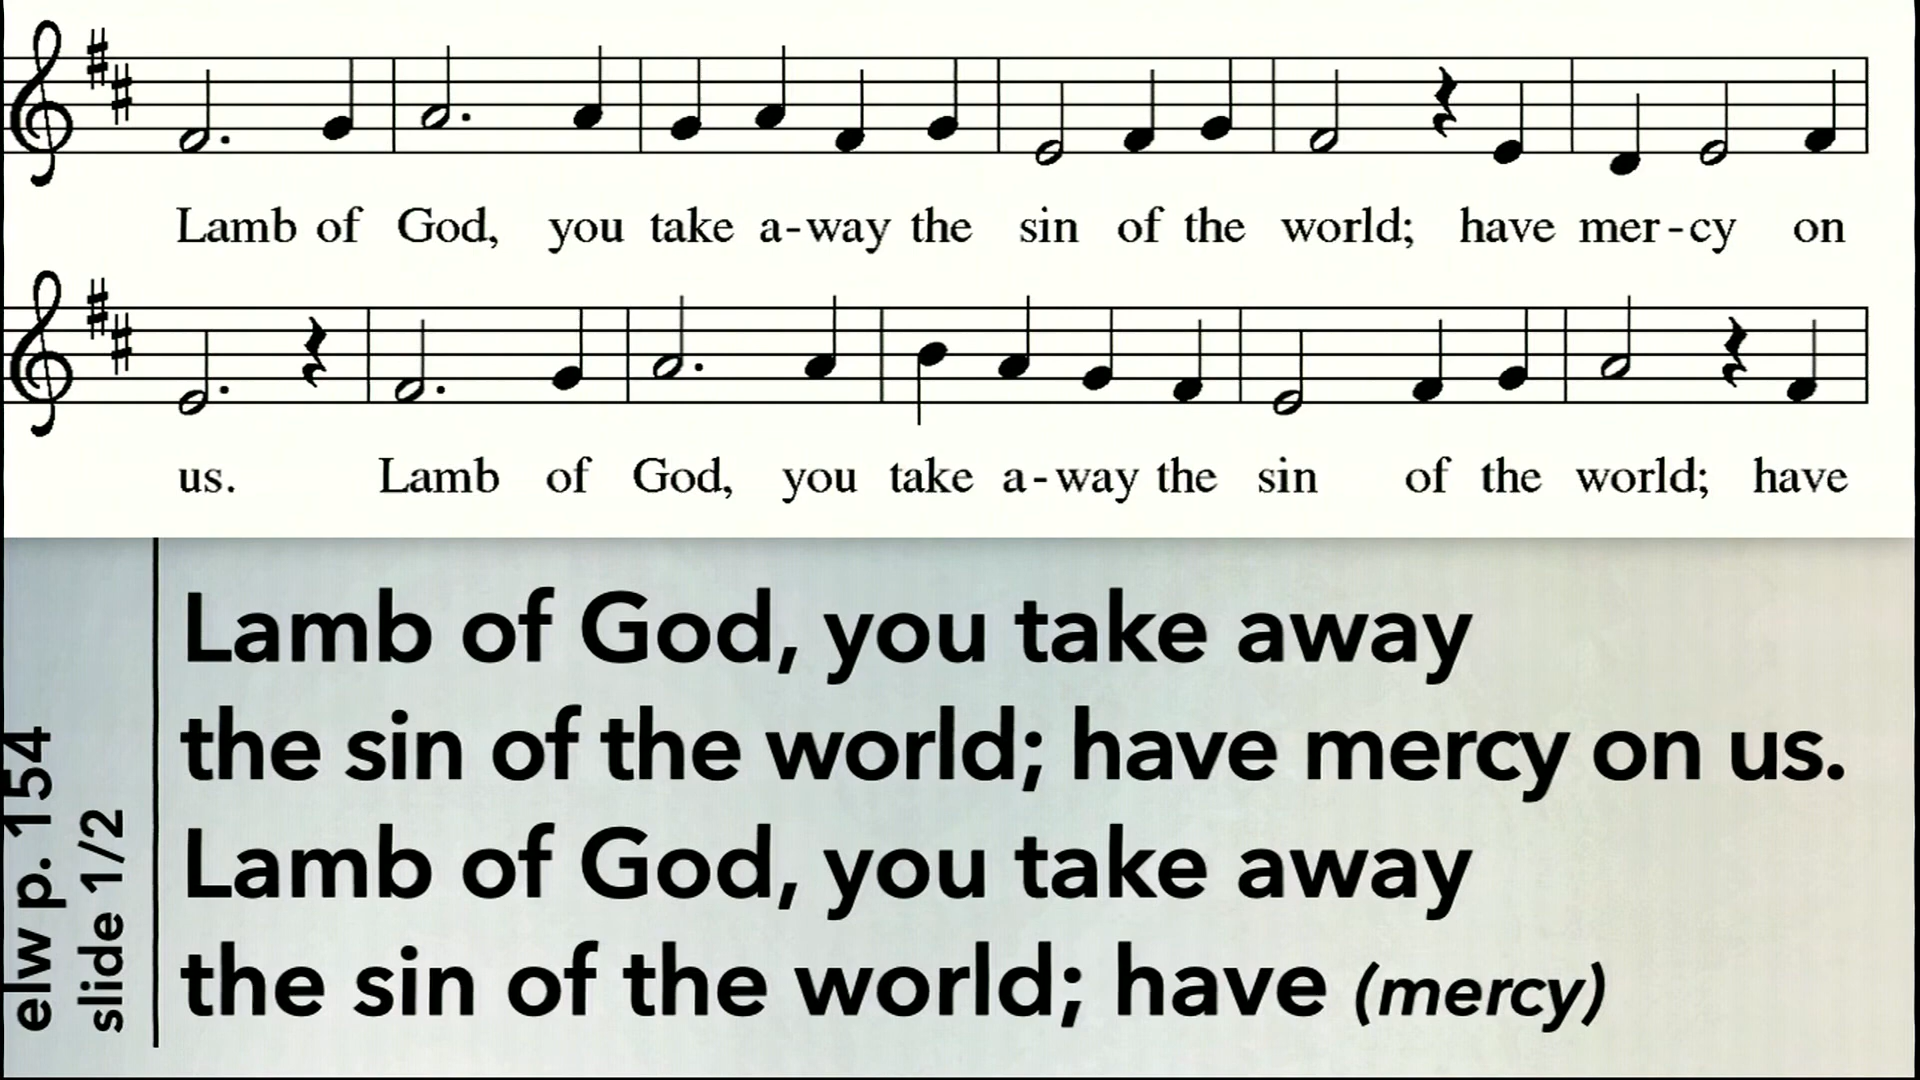 Lamb of God, you take a-way the sin of the world; have mer-cy on
us. Lamb of God, you take a-way the sin of the world; have
Lamb of God, you take away
the sin of the world; have mercy on us.
Lamb of God, you take away
the sin of the world; have (mercy)
elw p. 154
slide 1/2